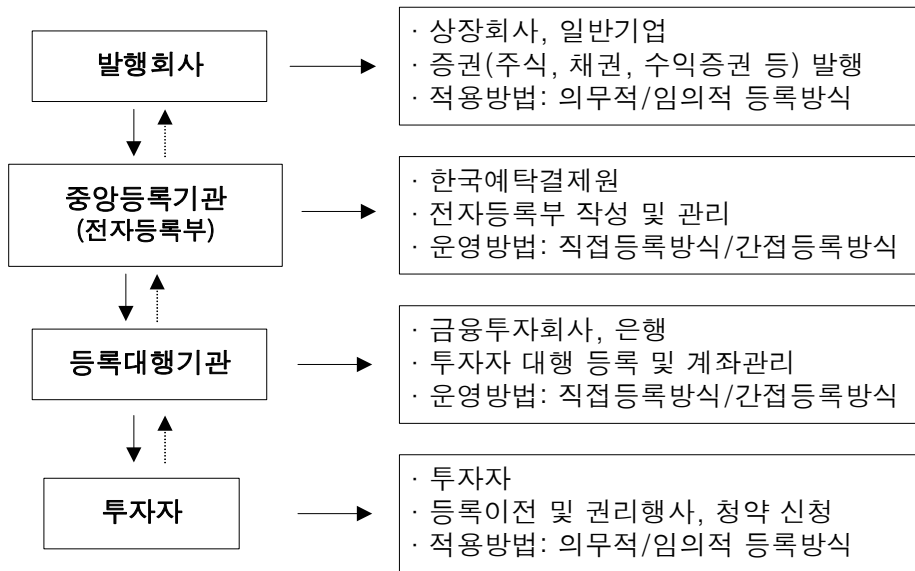 발행회사
· 상장회사, 일반기업
· 증권(주식, 채권, 수익증권 등) 발행
· 적용방법: 의무적/임의적 등록방식
중앙등록기관
(전자등록부)
· 한국예탁결제원
· 전자등록부 작성 및 관리
· 운영방법: 직접등록방식/간접등록방식
등록대행기관
· 금융투자회사, 은행
· 투자자 대행 등록 및 계좌관리
· 운영방법: 직접등록방식/간접등록방식
투자자
· 투자자
· 등록이전 및 권리행사, 청약 신청
· 적용방법: 의무적/임의적 등록방식